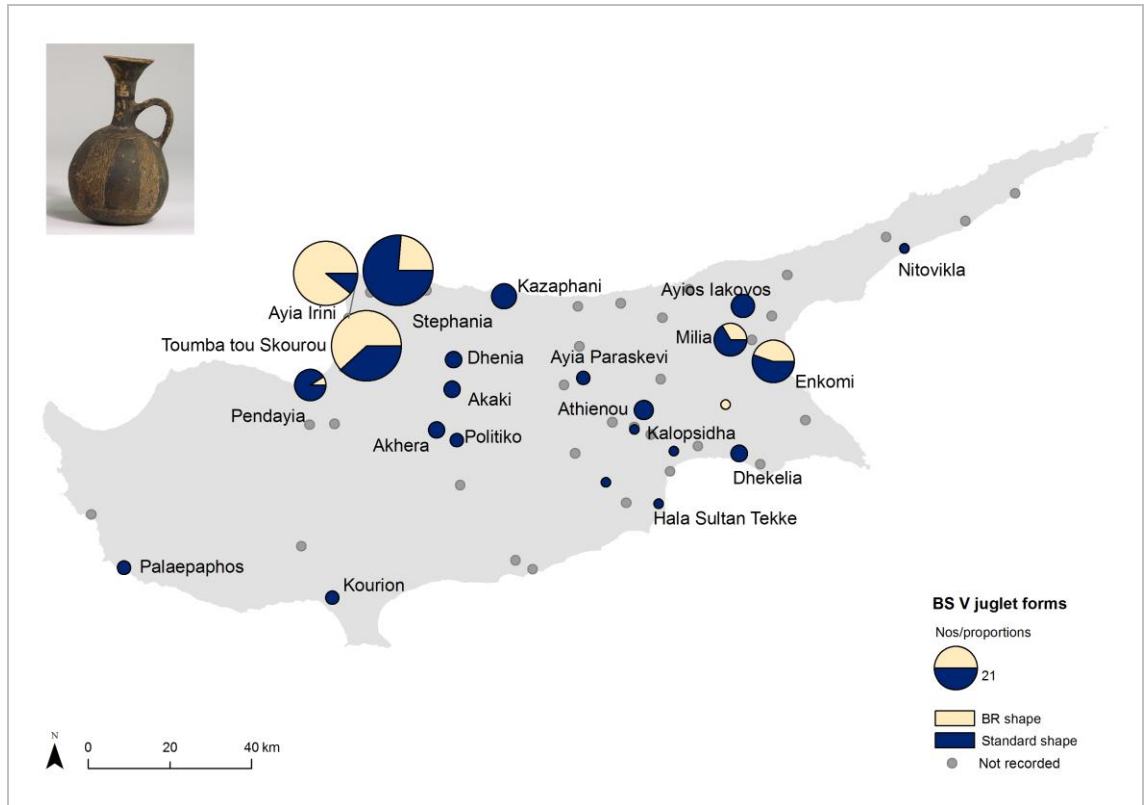 Nitovikla
Kazaphani
Ayios Iakovos
Ayia Irini
Stephania
Milia
Toumba tou Skourou
Dhenia
Ayia Paraskevi
Enkomi
Akaki
Athienou
Pendayia
Akhera
Politiko
Kalopsidha
Dhekelia
Hala Sultan Tekke
Palaepaphos
Kourion
BS V juglet forms
Nos/proportions
21
BR shape
Standard shape
Not recorded
N
0 20 40 km